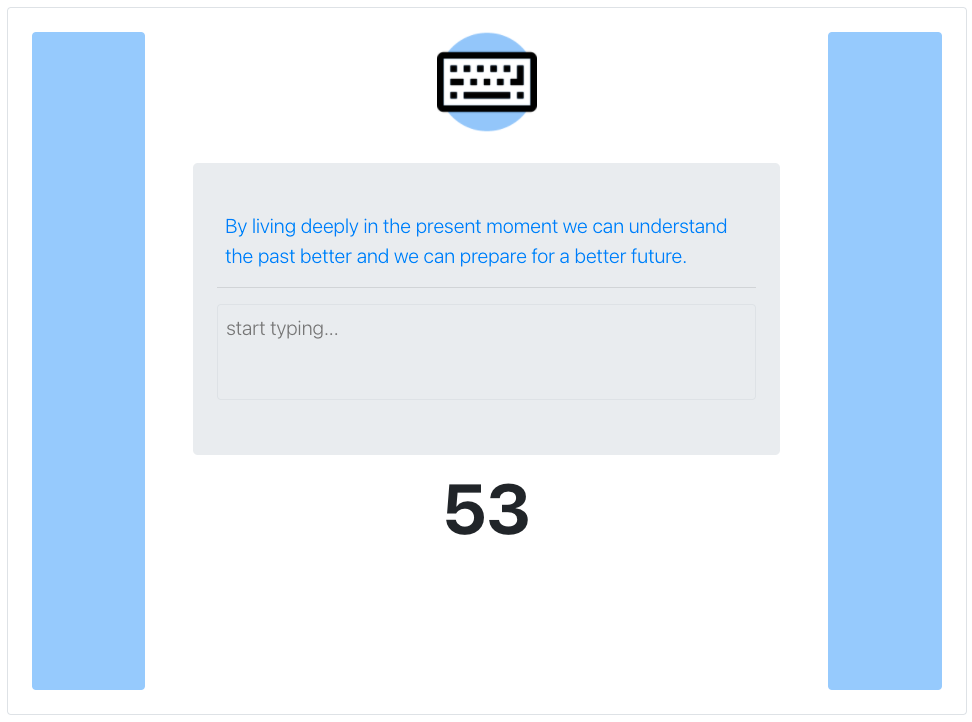 By living deeply in the present moment we can understand
the past better and we can prepare for a better future.
start typing...
53